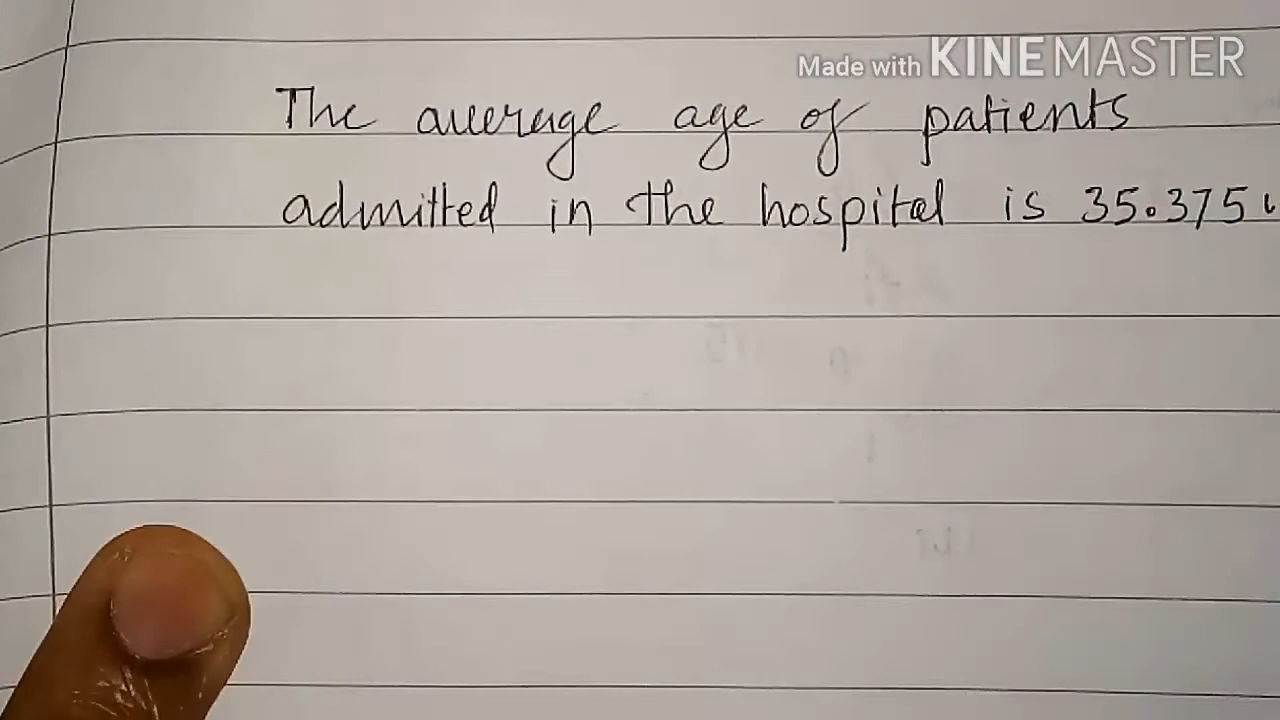 Made with KINEMASTER
The average age of patients
admitted in the hospital is 35.375